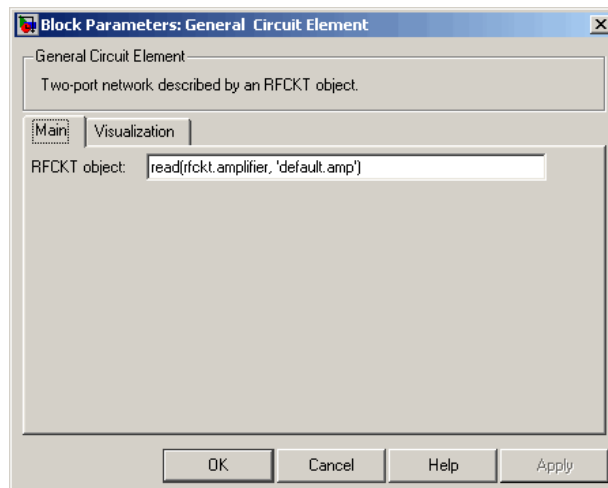 Block Parameters: General Circuit Element
General Circuit Element
Two-port network described by an RFCKT object.
Main Visualization
RFCKT object: read(rfckt.amplifier, 'default.amp')
OK Cancel Help Apply